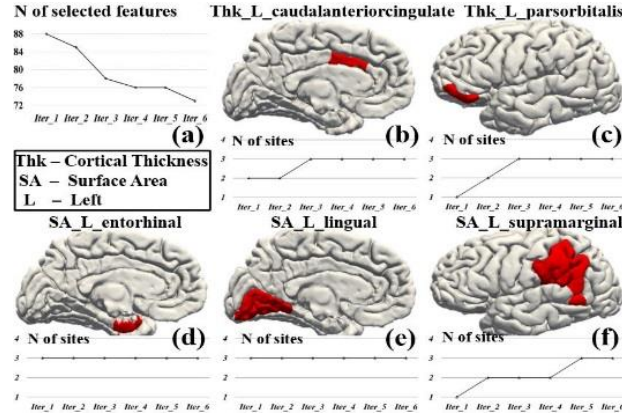 N of selected features
88
84
80
76
72
Iter_1 Iter_2 Iter_3 Iter_4 Iter_5 Iter_6
(a)
Thk – Cortical Thickness
SA – Surface Area
L – Left
Thk_L_caudalanteriorcingulate
(b)
N of sites
4
3
2
1
Iter_1 Iter_2 Iter_3 Iter_4 Iter_5 Iter_6
Thk_L_parsorbitalis
(c)
N of sites
4
3
2
1
Iter_1 Iter_2 Iter_3 Iter_4 Iter_5 Iter_6
SA_L_entorhinal
(d)
N of sites
4
3
2
1
Iter_1 Iter_2 Iter_3 Iter_4 Iter_5 Iter_6
SA_L_lingual
(e)
N of sites
4
3
2
1
Iter_1 Iter_2 Iter_3 Iter_4 Iter_5 Iter_6
SA_L_supramarginal
(f)
N of sites
4
3
2
1
Iter_1 Iter_2 Iter_3 Iter_4 Iter_5 Iter_6